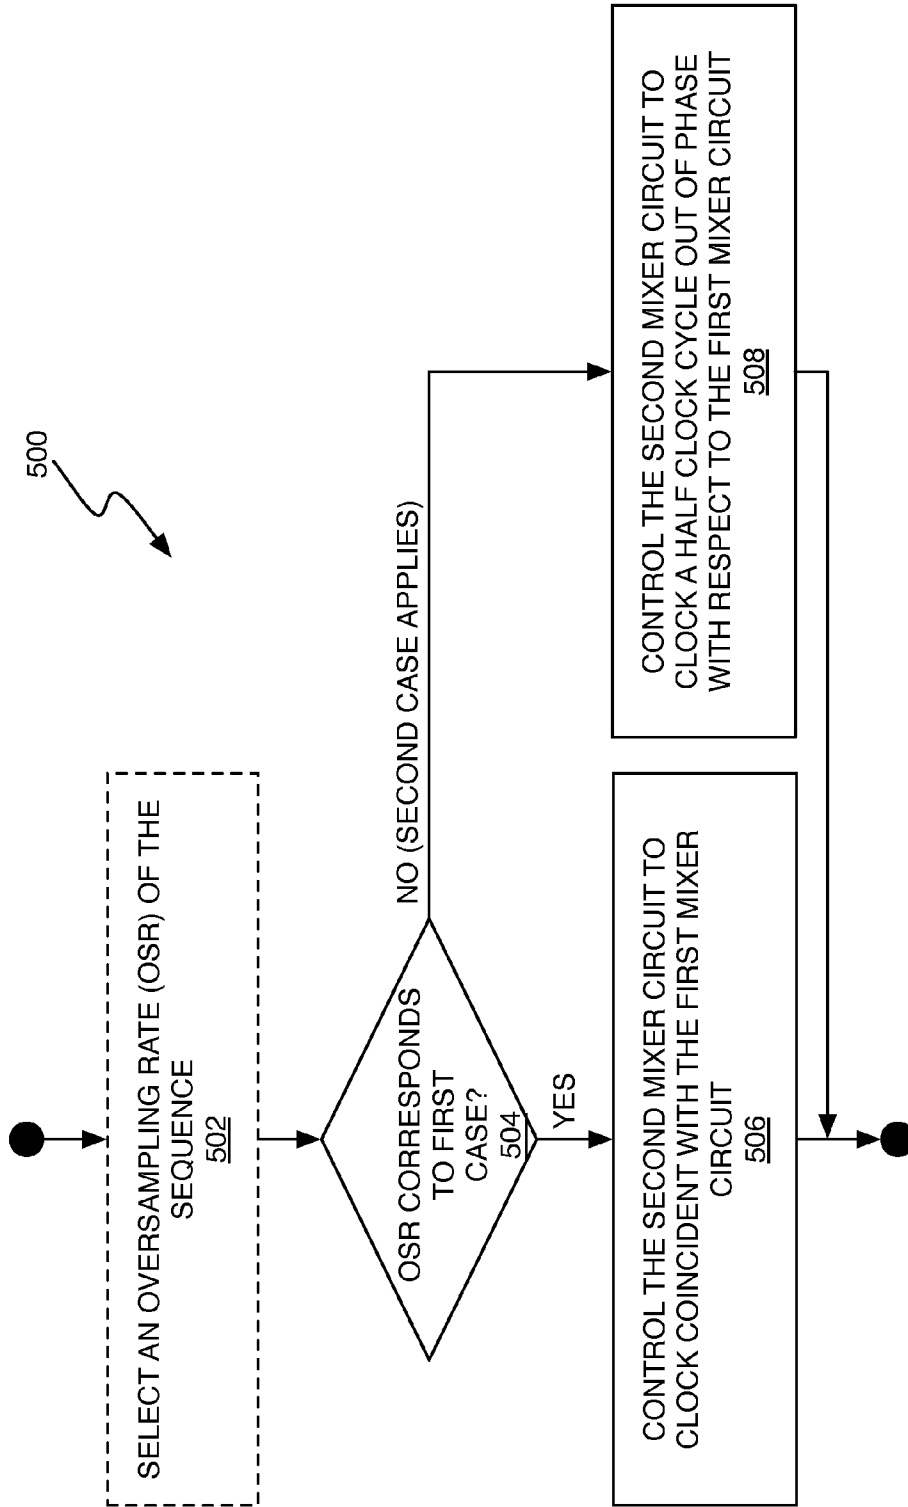 500
SELECT AN OVERSAMPLING RATE (OSR) OF THE
SEQUENCE
502
OSR CORRESPONDS
TO FIRST
CASE?
504
NO (SECOND CASE APPLIES)
YES
CONTROL THE SECOND MIXER CIRCUIT TO
CLOCK COINCIDENT WITH THE FIRST MIXER
CIRCUIT
506
CONTROL THE SECOND MIXER CIRCUIT TO
CLOCK A HALF CLOCK CYCLE OUT OF PHASE
WITH RESPECT TO THE FIRST MIXER CIRCUIT
508